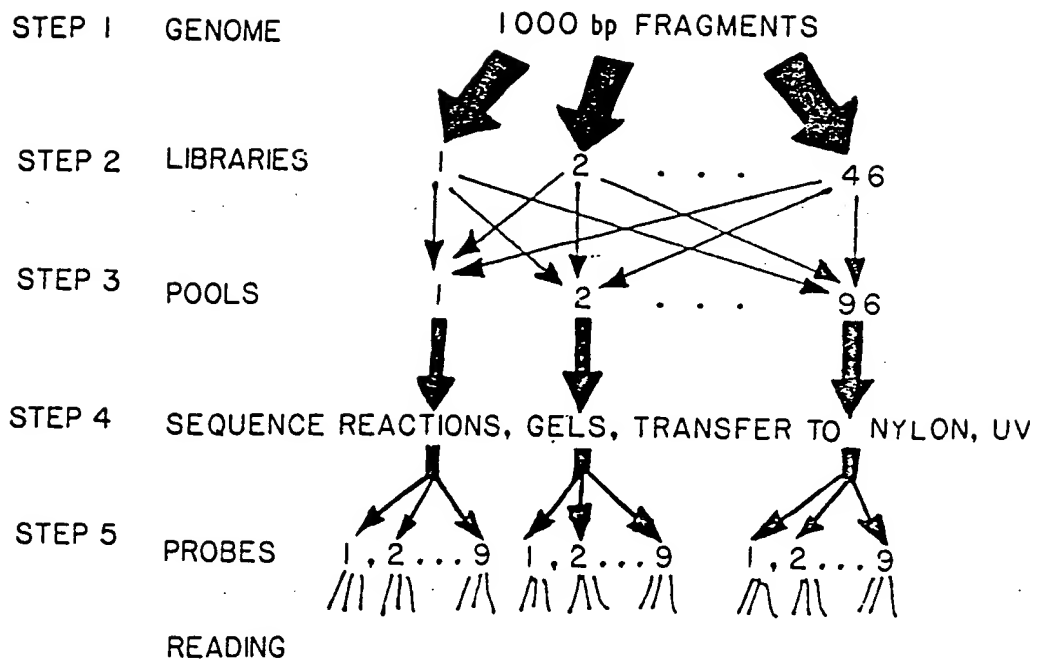 STEP 1 GENOME 1000 bp FRAGMENTS
STEP 2 LIBRARIES 1 2 . . . 46
STEP 3 POOLS 1 2 . . . 96
STEP 4 SEQUENCE REACTIONS, GELS, TRANSFER TO NYLON, UV
STEP 5 PROBES 1,2...9 1,2...9 1,2...9
READING